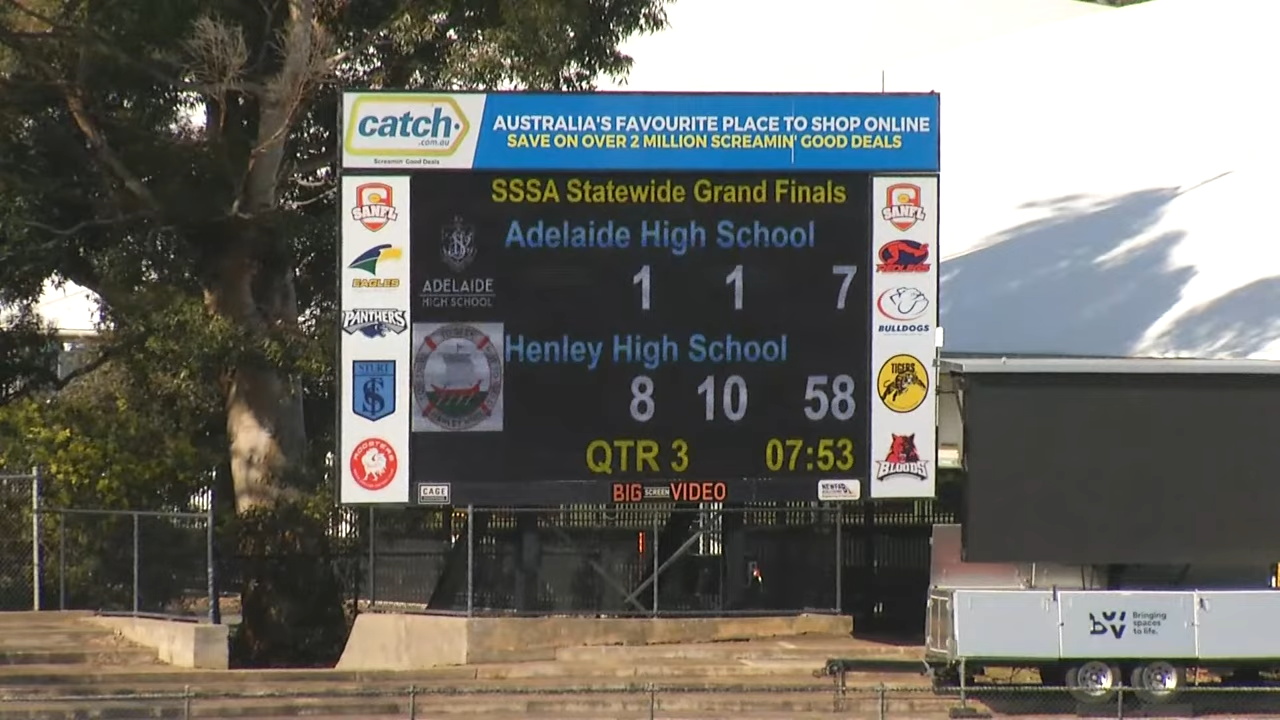 catch
.com.au
Screamin' Good Deals
AUSTRALIA'S FAVOURITE PLACE TO SHOP ONLINE
SAVE ON OVER 2 MILLION SCREAMIN' GOOD DEALS
SSSA Statewide Grand Finals
Adelaide High School
1 1 7
ADELAIDE
HIGH SCHOOL
Henley High School
8 10 58
QTR 3 07:53
CAGE
BIG SCREEN VIDEO
SANFL
EAGLES
PANTHERS
STURT
S
ROOSTERS
SANFL
REDLEGS
BULLDOGS
TIGERS
BLOODS
Bringing
spaces
to life.